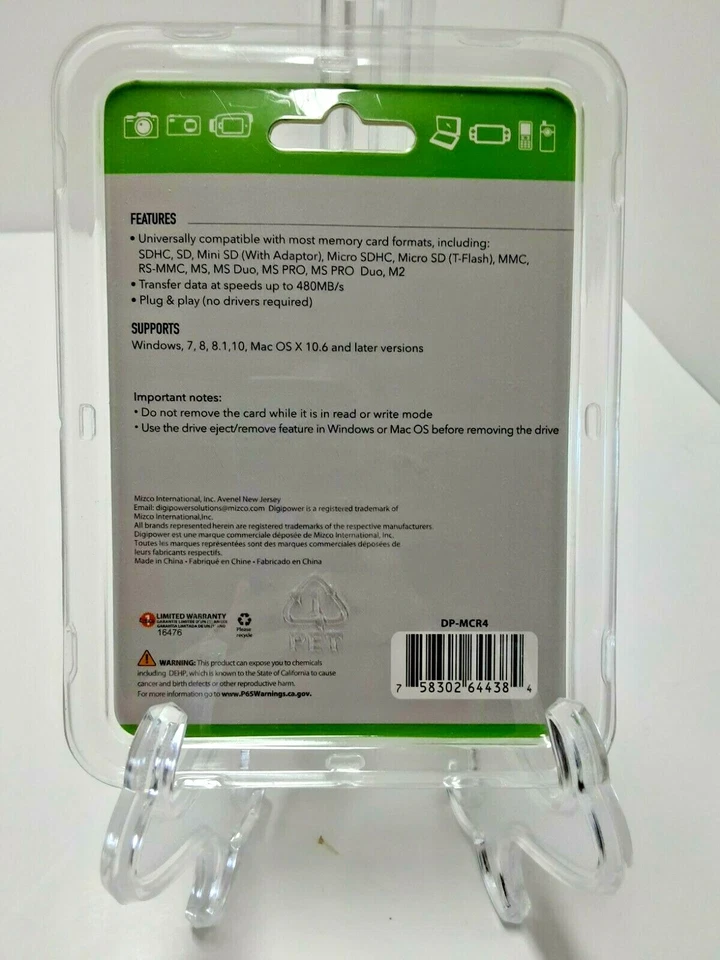 FEATURES
• Universally compatible with most memory card formats, including:
SDHC, SD, Mini SD (With Adaptor), Micro SDHC, Micro SD (T-Flash), MMC,
RS-MMC, MS, MS Duo, MS PRO, MS PRO Duo, M2
• Transfer data at speeds up to 480MB/s
• Plug & play (no drivers required)
SUPPORTS
Windows, 7, 8, 8.1,10, Mac OS X 10.6 and later versions
Important notes:
• Do not remove the card while it is in read or write mode
• Use the drive eject/remove feature in Windows or Mac OS before removing the drive
Mizco International, Inc. Avenel New Jersey
Email: digipowersolutions@mizco.com Digipower is a registered trademark of
Mizco International,Inc.
All brands represented herein are registered trademarks of the respective manufacturers.
Digipower est une marque commerciale déposée de Mizco International, Inc.
Toutes les marques représentées sont des marques commerciales déposées de
leurs fabricants respectifs.
Made in China • Fabriqué en Chine • Fabricado en China
LIMITED WARRANTY
GARANTIE LIMITÉE
GARANTIA LIMITADA DE
16476
Please
recycle
1
PET
WARNING: This product can expose you to chemicals
including DEHP, which is known to the State of California to cause
cancer and birth defects or other reproductive harm.
For more information go to www.P65Warnings.ca.gov.
DP-MCR4
7 58302 64438 4